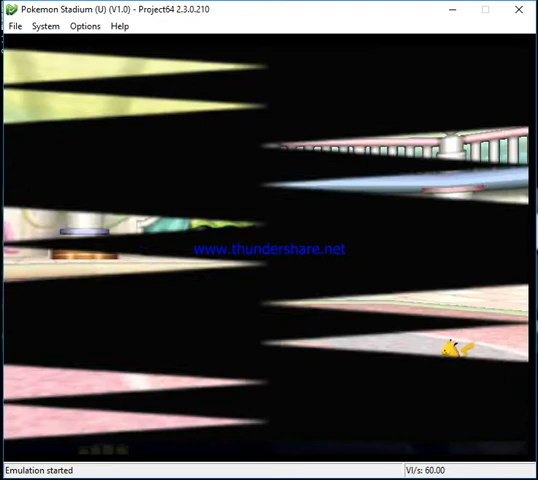 Pokemon Stadium (U) (V1.0) - Project64 2.3.0.210
File System Options Help
www.thundershare.net
Emulation started VI/s: 60.00